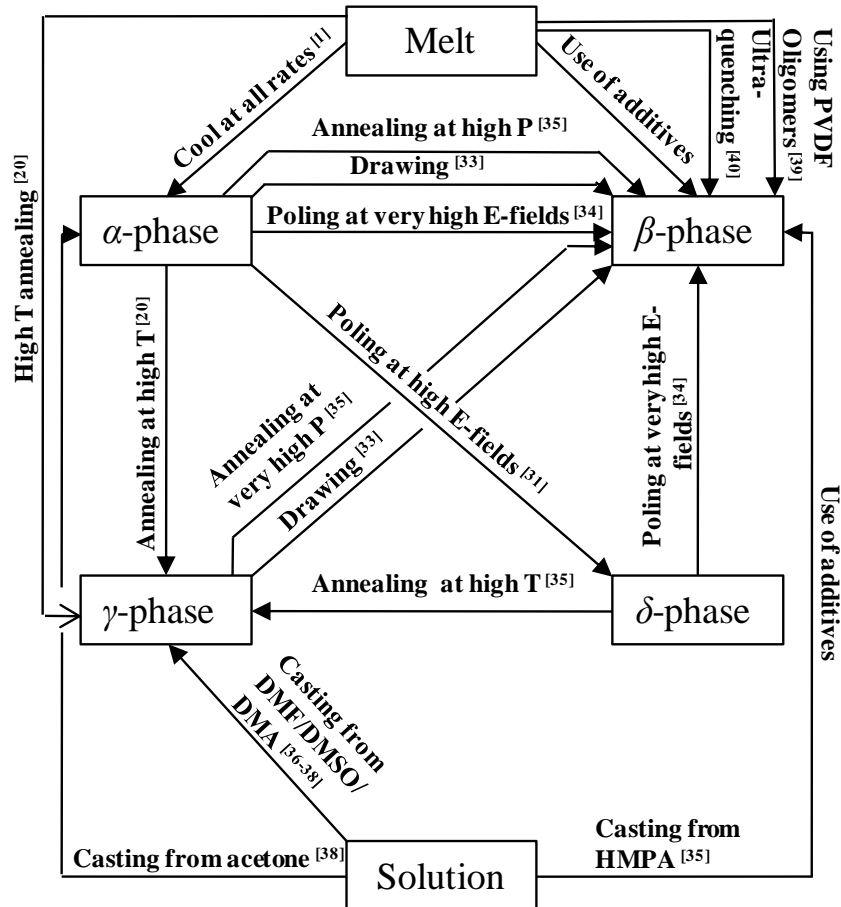 Melt
Cool at all rates [1]
Use of additives
Ultra-
quenching [40]
Using PVDF
Oligomers [39]
High T annealing [20]
Annealing at high P [35]
Drawing [33]
Poling at very high E-fields [34]
α-phase
β-phase
Annealing at high T [20]
Poling at high E-fields [31]
Annealing at
very high P [35]
Drawing [33]
Poling at very high E-
fields [34]
Use of additives
γ-phase
Annealing at high T [35]
δ-phase
Casting from
DMF/DMSO/
DMA [36-38]
Casting from acetone [38]
Solution
Casting from
HMPA [35]